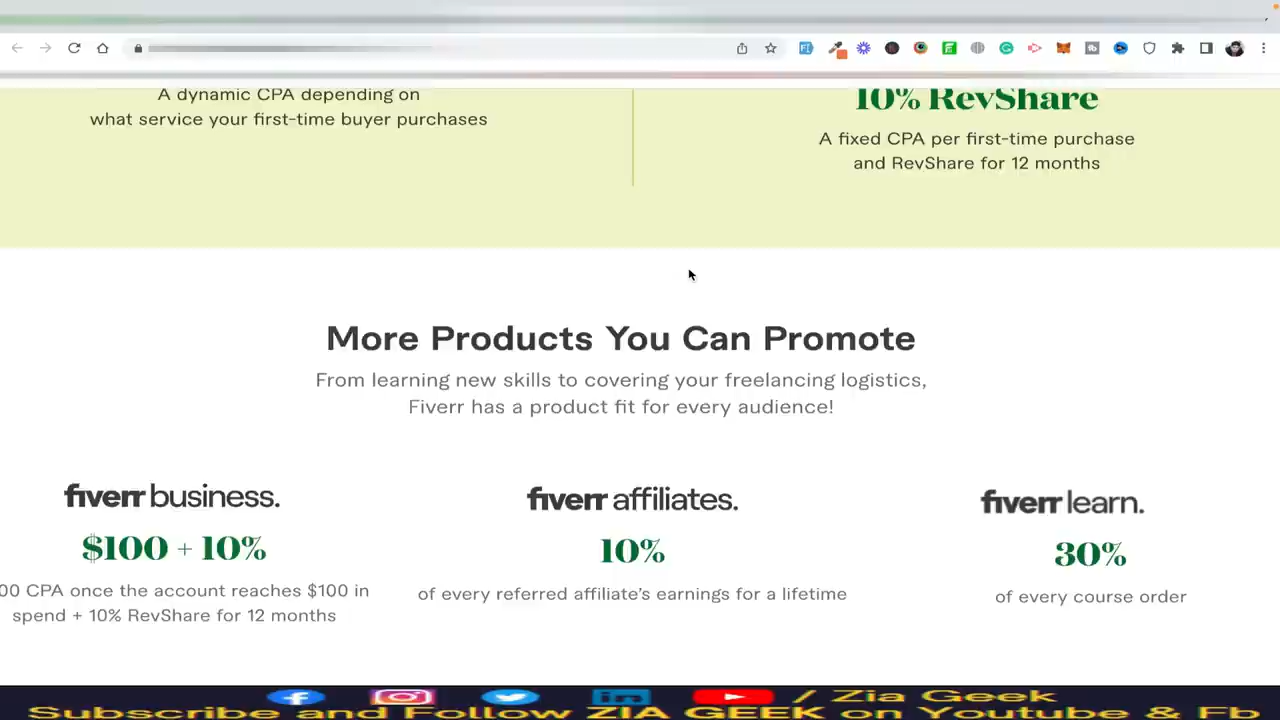 A dynamic CPA depending on
what service your first-time buyer purchases
10% RevShare
A fixed CPA per first-time purchase
and RevShare for 12 months
More Products You Can Promote
From learning new skills to covering your freelancing logistics,
Fiverr has a product fit for every audience!
fiverr business.
$100 + 10%
00 CPA once the account reaches $100 in
spend + 10% RevShare for 12 months
fiverr affiliates.
10%
of every referred affiliate's earnings for a lifetime
fiverr learn.
30%
of every course order
/ Zia Geek
Subscribe and Follow ZIA GEEK on Youtube & Fb